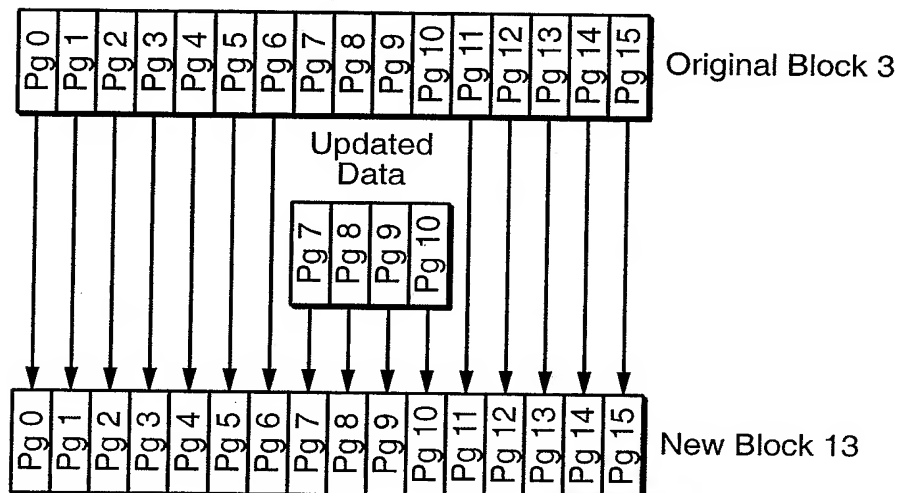 Pg 0 Pg 1 Pg 2 Pg 3 Pg 4 Pg 5 Pg 6 Pg 7 Pg 8 Pg 9 Pg 10 Pg 11 Pg 12 Pg 13 Pg 14 Pg 15
Original Block 3
Updated
Data
Pg 7 Pg 8 Pg 9 Pg 10
Pg 0 Pg 1 Pg 2 Pg 3 Pg 4 Pg 5 Pg 6 Pg 7 Pg 8 Pg 9 Pg 10 Pg 11 Pg 12 Pg 13 Pg 14 Pg 15
New Block 13